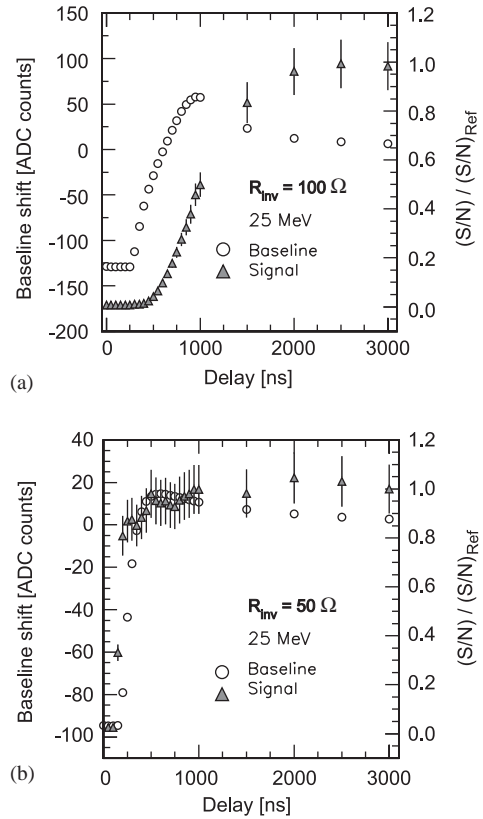 150
100
50
0
-50
-100
-150
-200
Baseline shift [ADC counts]
1.2
1.0
0.8
0.6
0.4
0.2
0.0
(S/N) / (S/N)Ref
Rinv = 100 Ω
25 MeV
Baseline
Signal
0 1000 2000 3000
Delay [ns]
(a)
40
20
0
-20
-40
-60
-80
-100
Baseline shift [ADC counts]
1.2
1.0
0.8
0.6
0.4
0.2
0.0
(S/N) / (S/N)Ref
Rinv = 50 Ω
25 MeV
Baseline
Signal
0 1000 2000 3000
Delay [ns]
(b)